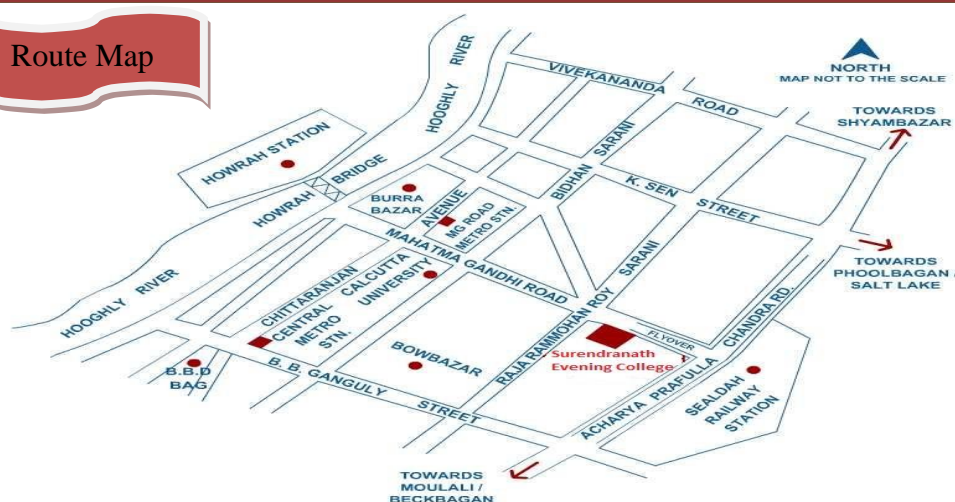 Route Map
NORTH
MAP NOT TO THE SCALE
TOWARDS
SHYAMBAZAR
VIVEKANANDA ROAD
HOOGHLY RIVER
HOWRAH STATION
HOWRAH BRIDGE
BURRA
BAZAR
CHITTARANJAN AVENUE
MG ROAD
METRO STN.
BIDHAN SARANI
K. SEN STREET
TOWARDS
PHOOLBAGAN /
SALT LAKE
MAHATMA GANDHI ROAD
HOOGHLY RIVER
CALCUTTA
UNIVERSITY
CENTRAL
METRO
STN.
RAJA RAMMOHAN ROY SARANI
FLYOVER
Surendranath
Evening College
ACHARYA PRAFULLA CHANDRA RD.
BOWBAZAR
B.B.D
BAG
B. B. GANGULY STREET
SEALDAH
RAILWAY
STATION
TOWARDS
MOULALI /
BECKBAGAN